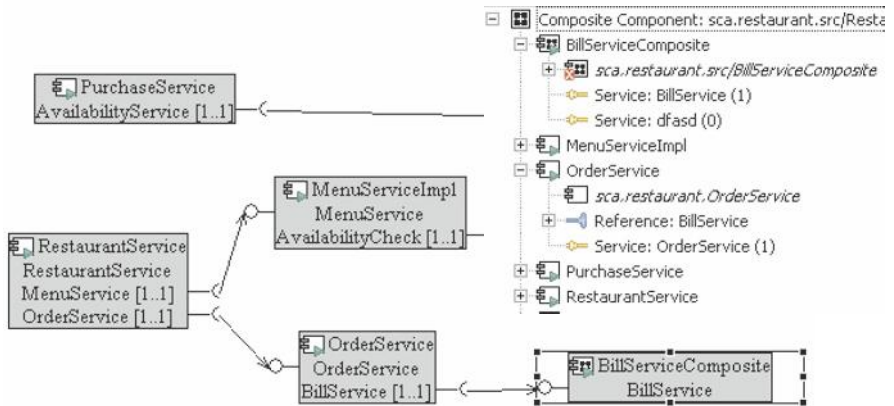 PurchaseService
AvailabilityService [1..1]
MenuServiceImpl
MenuService
AvailabilityCheck [1..1]
RestaurantService
RestaurantService
MenuService [1..1]
OrderService [1..1]
OrderService
OrderService
BillService [1..1]
BillServiceComposite
BillService
Composite Component: sca.restaurant.src/Resta
BillServiceComposite
sca.restaurant.src/BillServiceComposite
Service: BillService (1)
Service: dfasd (0)
MenuServiceImpl
OrderService
sca.restaurant.OrderService
Reference: BillService
Service: OrderService (1)
PurchaseService
RestaurantService